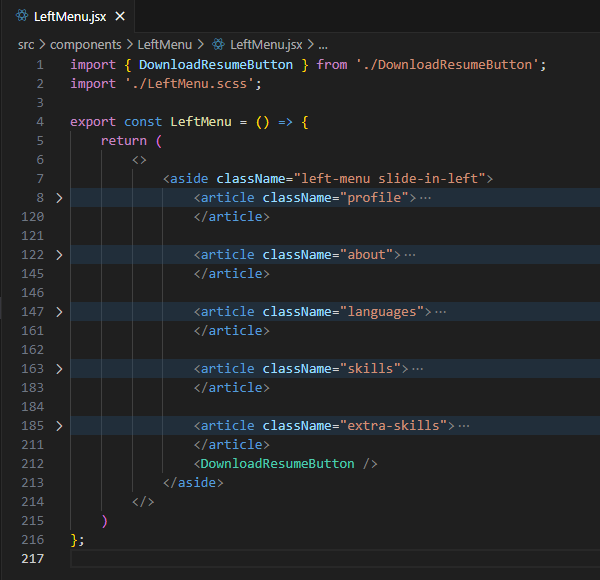 LeftMenu.jsx
src > components > LeftMenu > LeftMenu.jsx > ...
1 import { DownloadResumeButton } from './DownloadResumeButton';
2 import './LeftMenu.scss';
3
4 export const LeftMenu = () => {
5 return (
6 <>
7 <aside className="left-menu slide-in-left">
8 <article className="profile">···
120 </article>
121
122 <article className="about">···
145 </article>
146
147 <article className="languages">···
161 </article>
162
163 <article className="skills">···
183 </article>
184
185 <article className="extra-skills">···
211 </article>
212 <DownloadResumeButton />
213 </aside>
214 </>
215 )
216 };
217